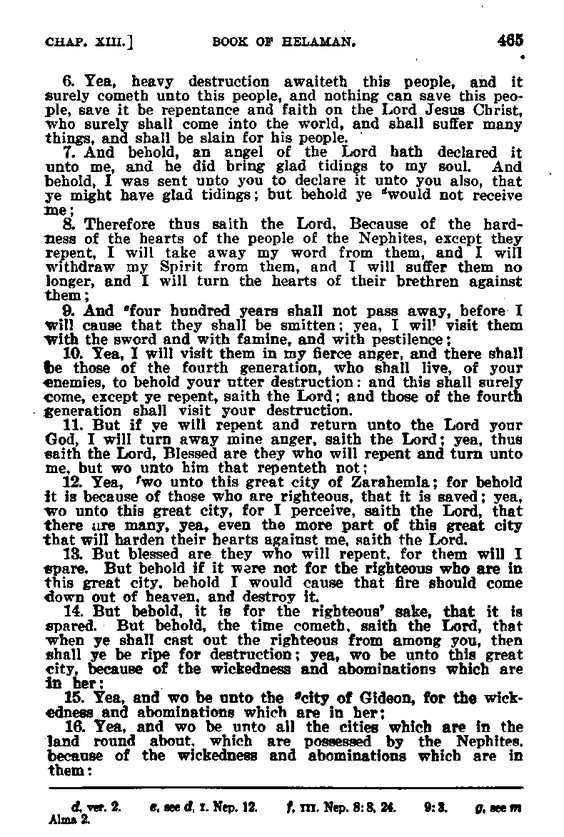 CHAP. XIII.] BOOK OF HELAMAN. 465
6. Yea, heavy destruction awaiteth this people, and it
surely cometh unto this people, and nothing can save this peo-
ple, save it be repentance and faith on the Lord Jesus Christ,
who surely shall come into the world, and shall suffer many
things, and shall be slain for his people.
7. And behold, an angel of the Lord hath declared it
unto me, and he did bring glad tidings to my soul. And
behold, I was sent unto you to declare it unto you also, that
ye might have glad tidings; but behold ye dwould not receive
me;
8. Therefore thus saith the Lord, Because of the hard-
ness of the hearts of the people of the Nephites, except they
repent, I will take away my word from them, and I will
withdraw my Spirit from them, and I will suffer them no
longer, and I will turn the hearts of their brethren against
them;
9. And efour hundred years shall not pass away, before I
will cause that they shall be smitten; yea, I will visit them
with the sword and with famine, and with pestilence;
10. Yea, I will visit them in my fierce anger, and there shall
be those of the fourth generation, who shall live, of your
enemies, to behold your utter destruction: and this shall surely
come, except ye repent, saith the Lord; and those of the fourth
generation shall visit your destruction.
11. But if ye will repent and return unto the Lord your
God, I will turn away mine anger, saith the Lord; yea, thus
saith the Lord, Blessed are they who will repent and turn unto
me, but wo unto him that repenteth not;
12. Yea, fwo unto this great city of Zarahemla; for behold
it is because of those who are righteous, that it is saved; yea,
wo unto this great city, for I perceive, saith the Lord, that
there are many, yea, even the more part of this great city
that will harden their hearts against me, saith the Lord.
13. But blessed are they who will repent, for them will I
spare. But behold if it were not for the righteous who are in
this great city, behold I would cause that fire should come
down out of heaven, and destroy it.
14. But behold, it is for the righteous' sake, that it is
spared. But behold, the time cometh, saith the Lord, that
when ye shall cast out the righteous from among you, then
shall ye be ripe for destruction; yea, wo be unto this great
city, because of the wickedness and abominations which are
in her;
15. Yea, and wo be unto the gcity of Gideon, for the wick-
edness and abominations which are in her;
16. Yea, and wo be unto all the cities which are in the
land round about, which are possessed by the Nephites,
because of the wickedness and abominations which are in
them:
d, ver. 2. e, see d, I. Nep. 12. f, III. Nep. 8:8, 24. 9:3. g, see m
Alma 2.